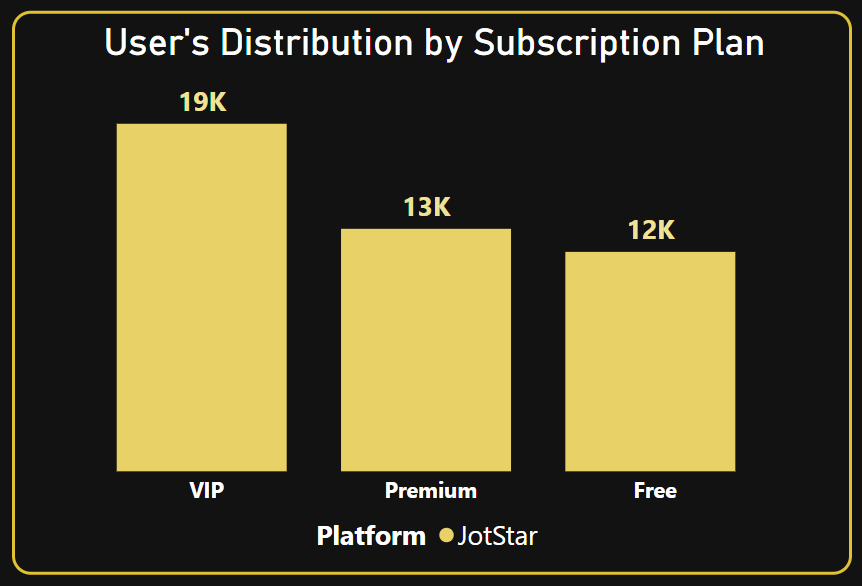 User's Distribution by Subscription Plan
19K
13K
12K
VIP
Premium
Free
Platform JotStar